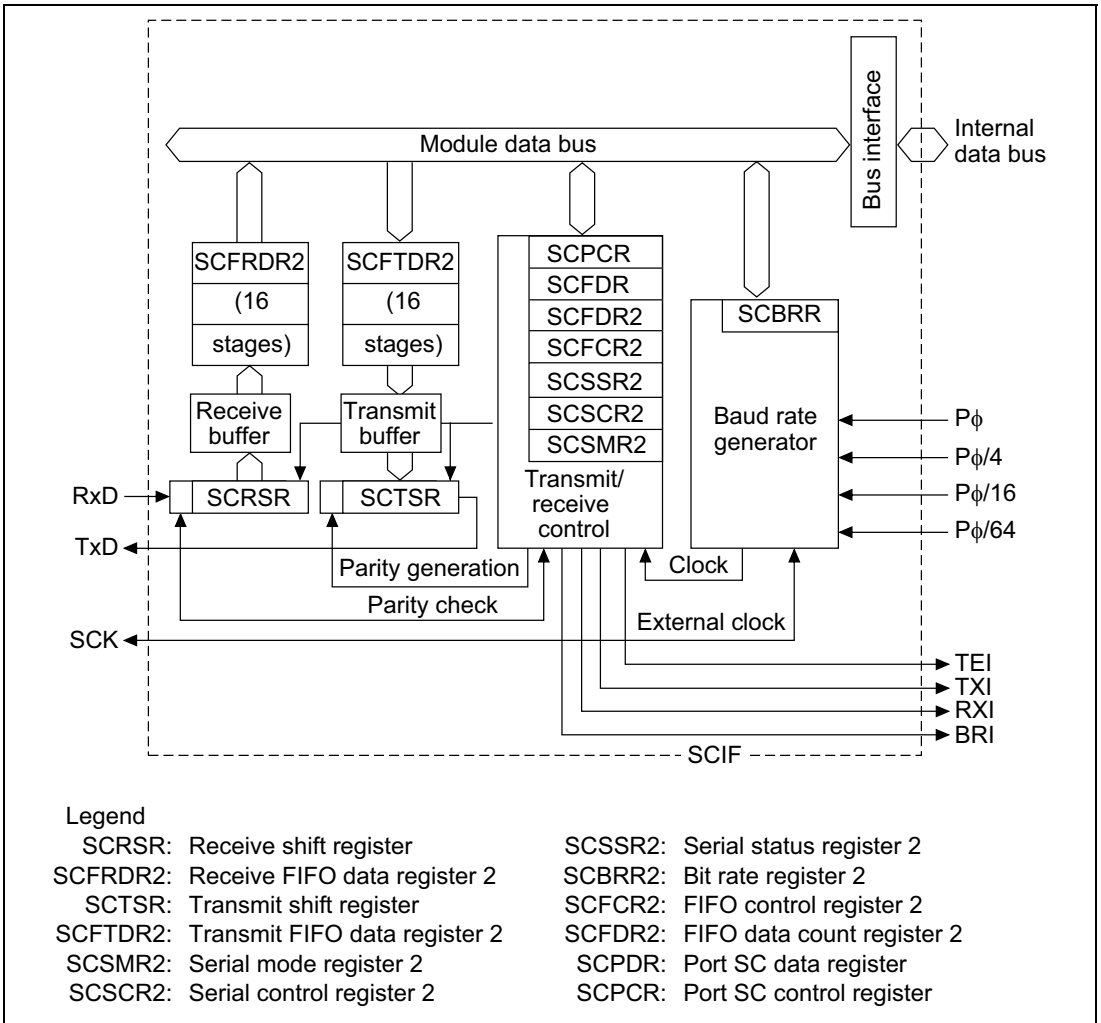 Module data bus
Bus interface
Internal
data bus
SCFRDR2
(16
stages)
SCFTDR2
(16
stages)
SCPCR
SCFDR
SCFDR2
SCFCR2
SCSSR2
SCSCR2
SCSMR2
Transmit/
receive
control
SCBRR
Baud rate
generator
Receive
buffer
Transmit
buffer
Pϕ
Pϕ/4
Pϕ/16
Pϕ/64
RxD
SCRSR
SCTSR
TxD
Parity generation
Clock
Parity check
External clock
SCK
TEI
TXI
RXI
BRI
SCIF
Legend
SCRSR: Receive shift register
SCFRDR2: Receive FIFO data register 2
SCTSR: Transmit shift register
SCFTDR2: Transmit FIFO data register 2
SCSMR2: Serial mode register 2
SCSCR2: Serial control register 2
SCSSR2: Serial status register 2
SCBRR2: Bit rate register 2
SCFCR2: FIFO control register 2
SCFDR2: FIFO data count register 2
SCPDR: Port SC data register
SCPCR: Port SC control register